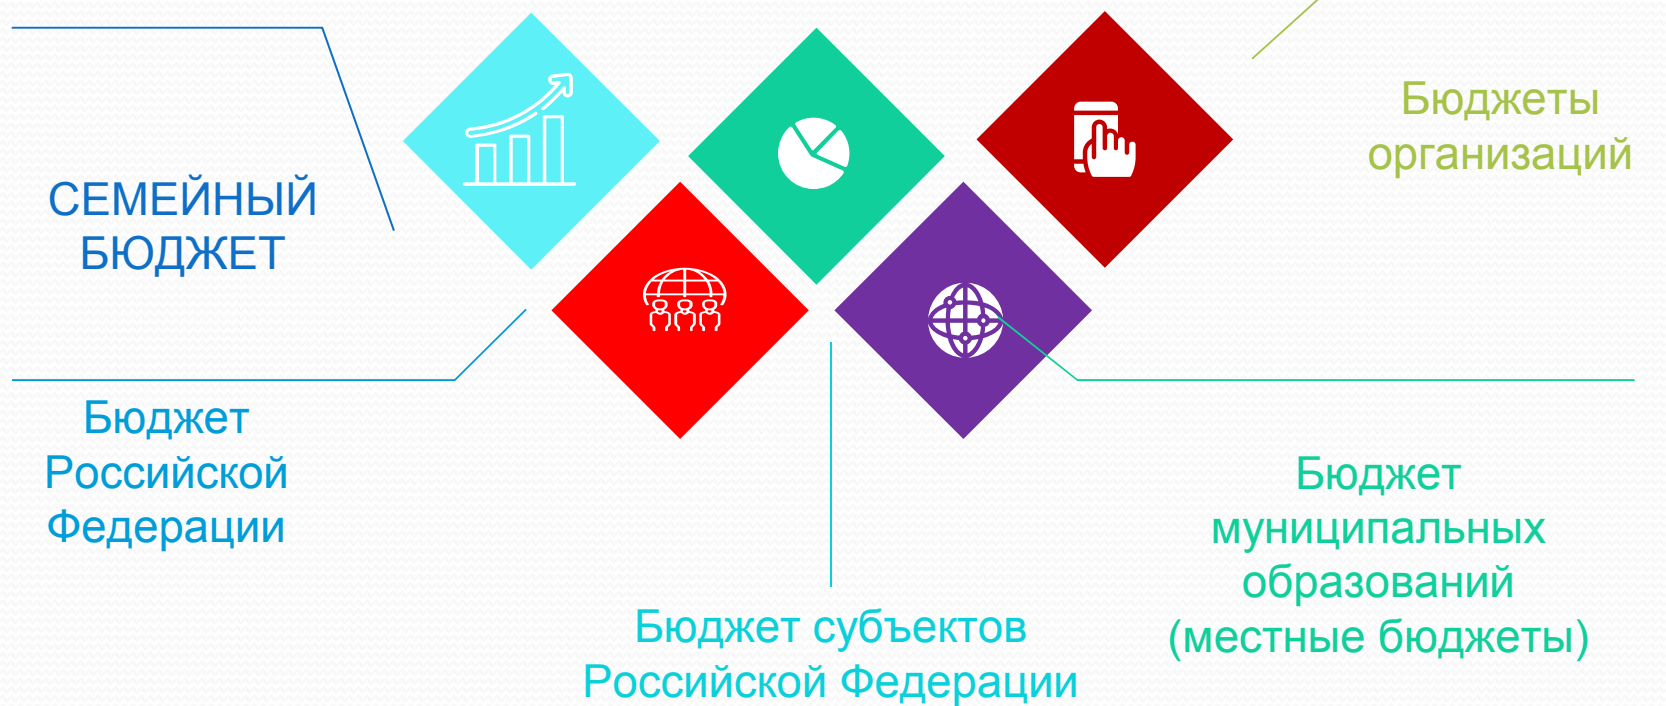 СЕМЕЙНЫЙ
БЮДЖЕТ
Бюджеты
организаций
Бюджет
Российской
Федерации
Бюджет субъектов
Российской Федерации
Бюджет
муниципальных
образований
(местные бюджеты)